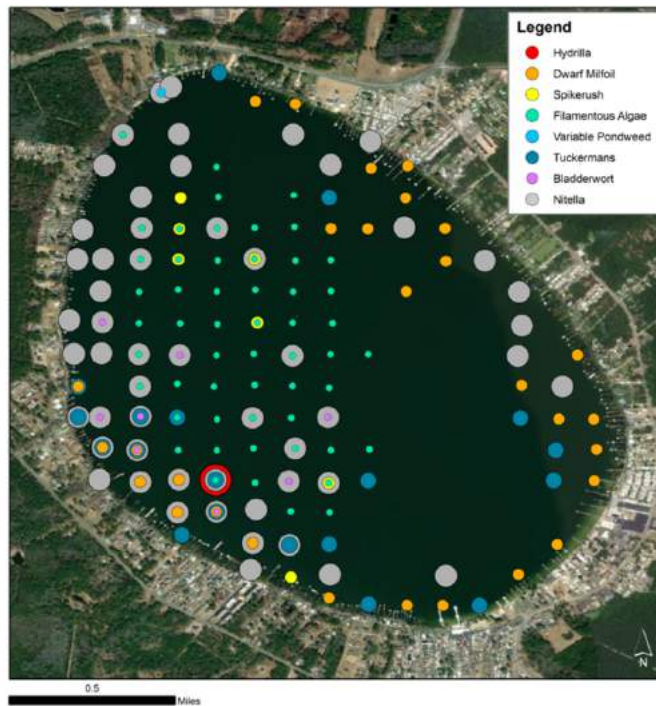 Legend
Hydrilla
Dwarf Milfoil
Spikerush
Filamentous Algae
Variable Pondweed
Tuckermans
Bladderwort
Nitella
N
0.5
Miles